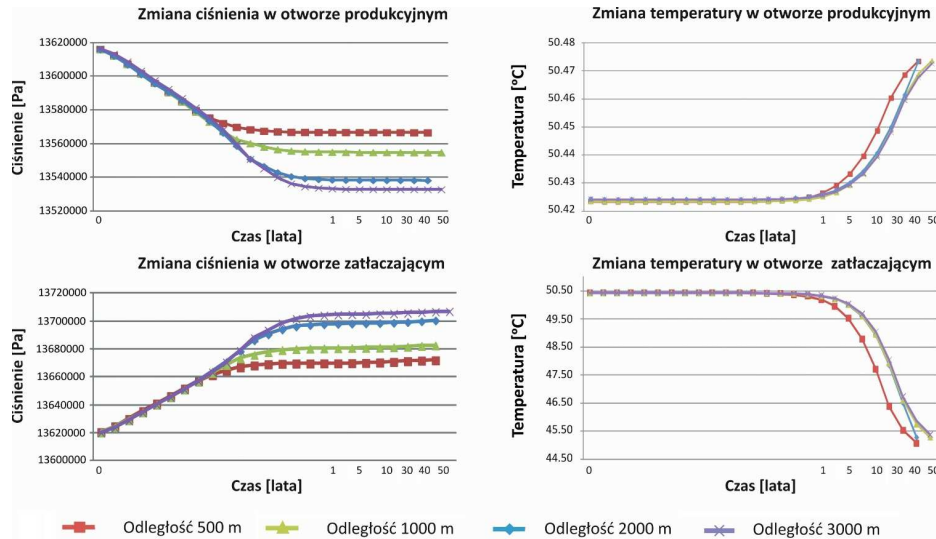 Zmiana ciśnienia w otworze produkcyjnym
Ciśnienie [Pa]
13620000
13600000
13580000
13560000
13540000
13520000
0 1 5 10 30 40 50
Czas [lata]
Zmiana temperatury w otworze produkcyjnym
Temperatura [°C]
50.48
50.47
50.46
50.45
50.44
50.43
50.42
0 1 5 10 30 40 50
Czas [lata]
Zmiana ciśnienia w otworze zatłaczającym
Ciśnienie [Pa]
13720000
13700000
13680000
13660000
13640000
13620000
13600000
0 1 5 10 30 40 50
Czas [lata]
Zmiana temperatury w otworze zatłaczającym
Temperatura [°C]
50.50
49.50
48.50
47.50
46.50
45.50
44.50
0 1 5 10 30 40 50
Czas [lata]
Odległość 500 m Odległość 1000 m Odległość 2000 m Odległość 3000 m